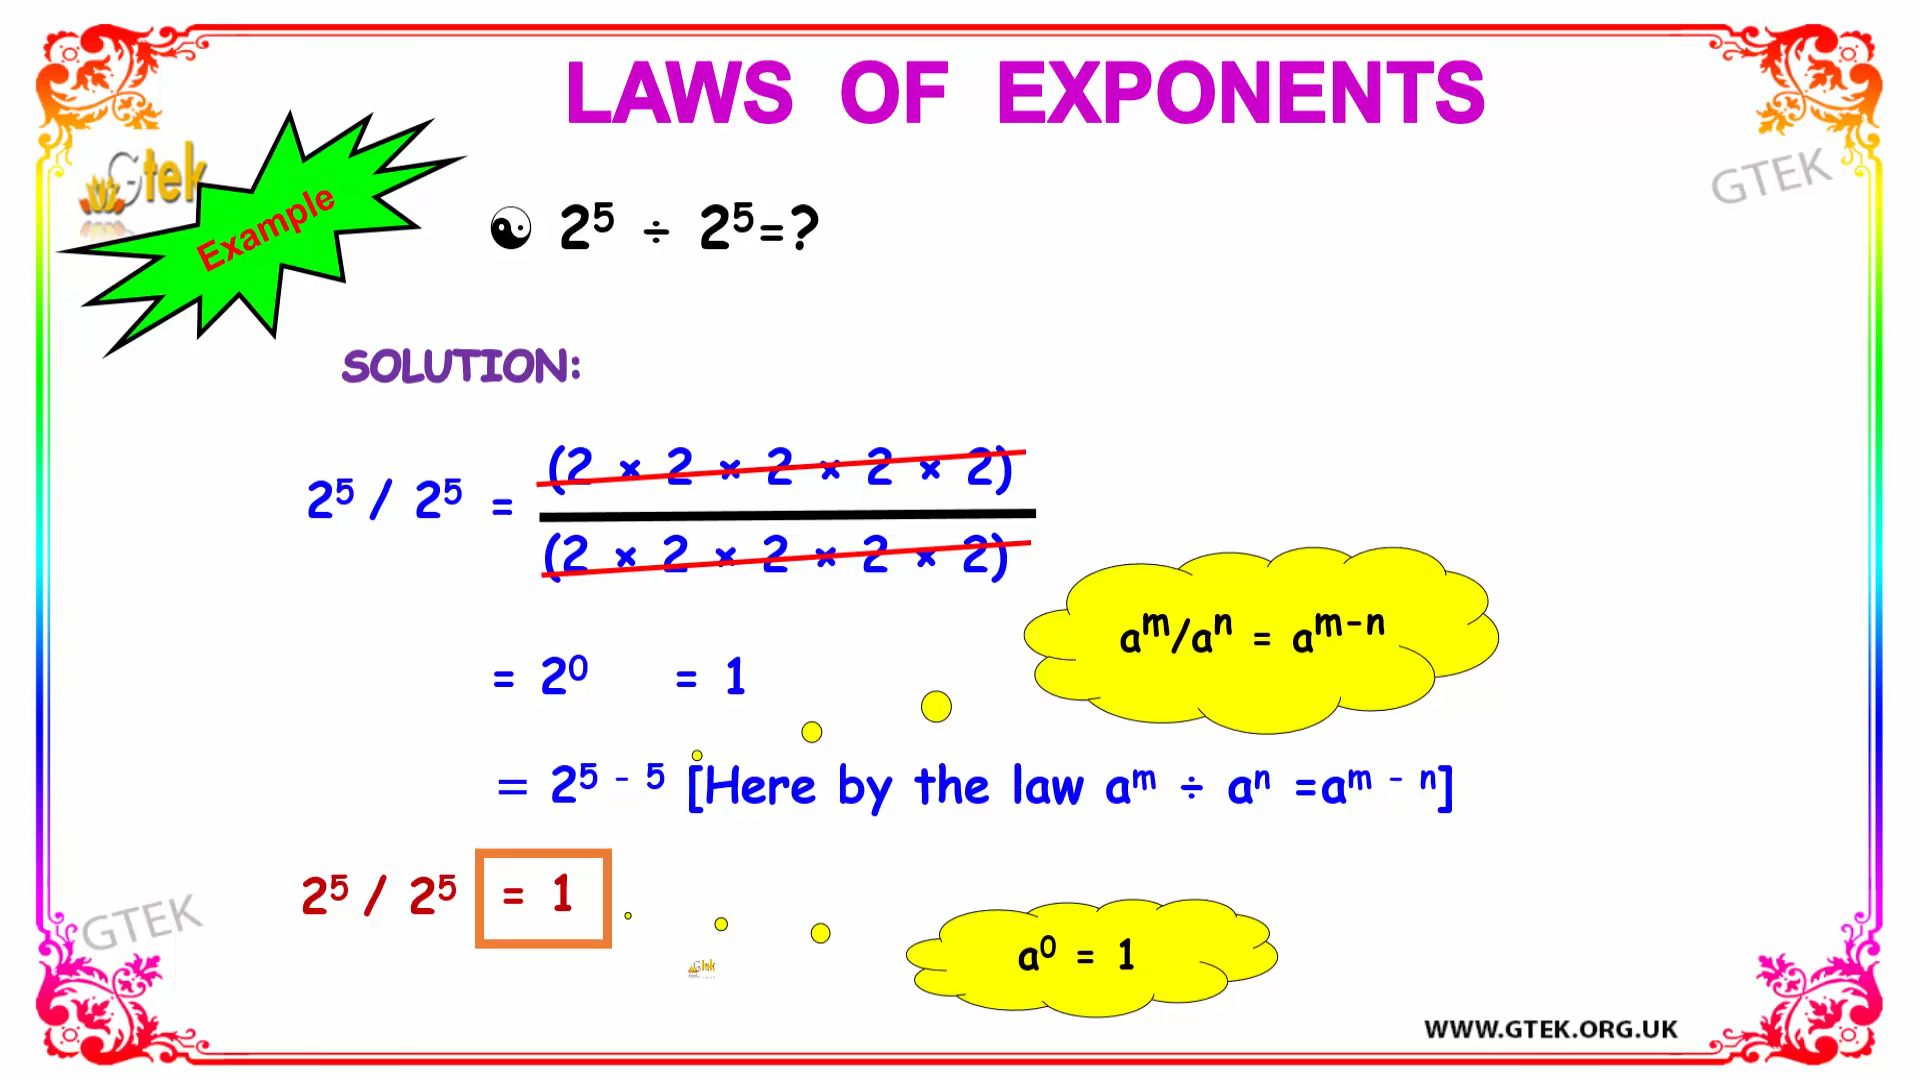 LAWS OF EXPONENTS
Gtek
GTEK
Example
☯ 2⁵ ÷ 2⁵=?
SOLUTION:
2⁵ / 2⁵ =
(2 × 2 × 2 × 2 × 2)
(2 × 2 × 2 × 2 × 2)
aᵐ/aⁿ = aᵐ⁻ⁿ
= 2⁰ = 1
= 2⁵ ⁻ ⁵ [Here by the law aᵐ ÷ aⁿ =aᵐ ⁻ ⁿ]
2⁵ / 2⁵ = 1
GTEK
Gtek
a⁰ = 1
WWW.GTEK.ORG.UK